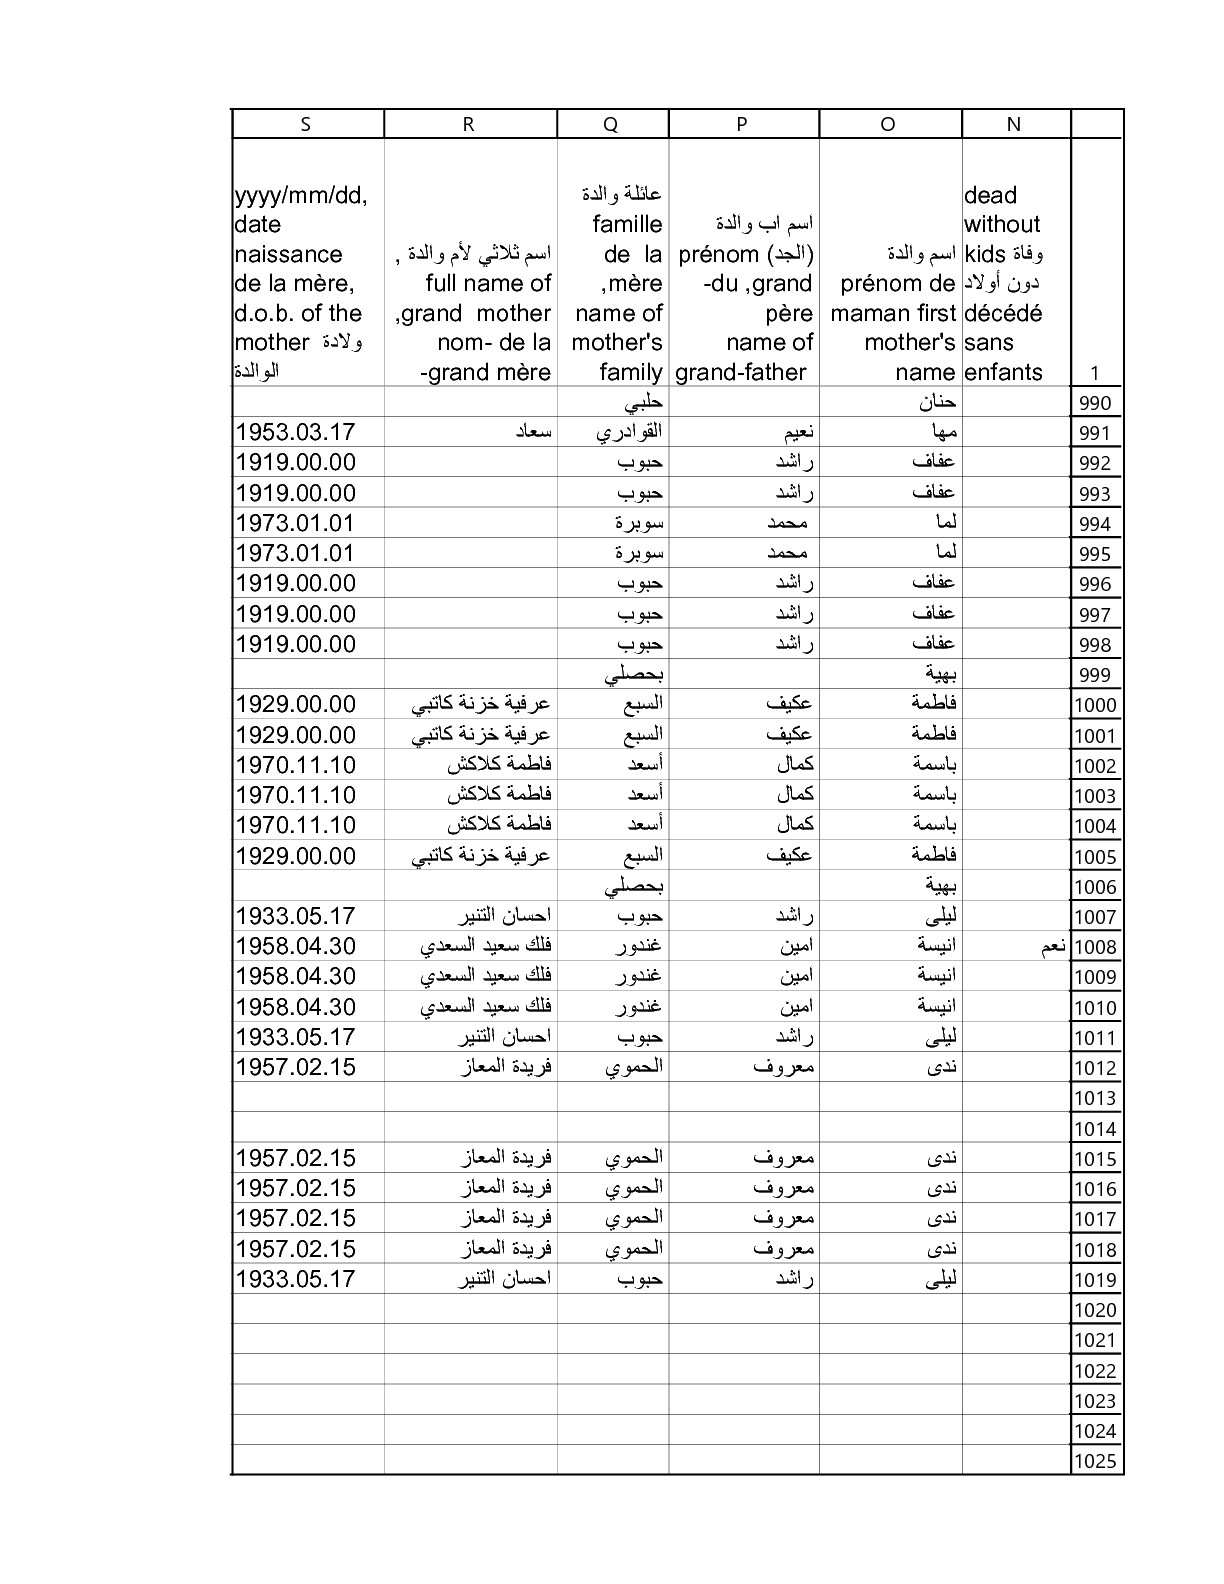 N O P Q R S
1
dead
without
kids وفاة
دون أولاد
décédé
sans
enfants
اسم والدة
prénom de
maman first
mother's
name
اسم اب والدة
(الجد) prénom
-du ,grand
père
name of
grand-father
عائلة والدة
famille
de la
,mère
name of
mother's
family
اسم ثلاثي لأم والدة ,
full name of
,grand mother
nom- de la
-grand mère
yyyy/mm/dd,
date
naissance
de la mère,
d.o.b. of the
mother ولادة
الوالدة
990 حنان حلبي
991 مها نعيم القوادري سعاد 1953.03.17
992 عفاف راشد حبوب 1919.00.00
993 عفاف راشد حبوب 1919.00.00
994 لما محمد سوبرة 1973.01.01
995 لما محمد سوبرة 1973.01.01
996 عفاف راشد حبوب 1919.00.00
997 عفاف راشد حبوب 1919.00.00
998 عفاف راشد حبوب 1919.00.00
999 بهية بحصلي
1000 فاطمة عكيف السبع عرفية خزنة كاتبي 1929.00.00
1001 فاطمة عكيف السبع عرفية خزنة كاتبي 1929.00.00
1002 باسمة كمال أسعد فاطمة كلاكش 1970.11.10
1003 باسمة كمال أسعد فاطمة كلاكش 1970.11.10
1004 باسمة كمال أسعد فاطمة كلاكش 1970.11.10
1005 فاطمة عكيف السبع عرفية خزنة كاتبي 1929.00.00
1006 بهية بحصلي
1007 ليلى راشد حبوب احسان التنير 1933.05.17
1008 نعم انيسة امين غندور فلك سعيد السعدي 1958.04.30
1009 انيسة امين غندور فلك سعيد السعدي 1958.04.30
1010 انيسة امين غندور فلك سعيد السعدي 1958.04.30
1011 ليلى راشد حبوب احسان التنير 1933.05.17
1012 ندى معروف الحموي فريدة المعاز 1957.02.15
1013
1014
1015 ندى معروف الحموي فريدة المعاز 1957.02.15
1016 ندى معروف الحموي فريدة المعاز 1957.02.15
1017 ندى معروف الحموي فريدة المعاز 1957.02.15
1018 ندى معروف الحموي فريدة المعاز 1957.02.15
1019 ليلى راشد حبوب احسان التنير 1933.05.17
1020
1021
1022
1023
1024
1025